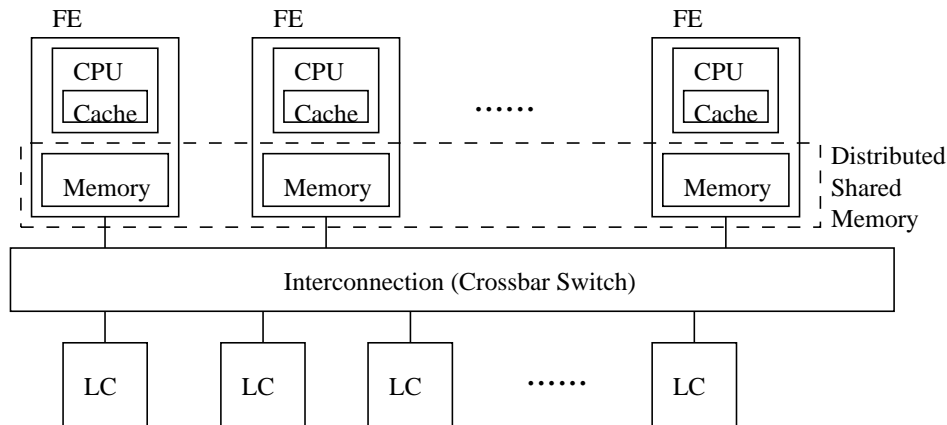 FE
FE
FE
CPU
CPU
CPU
Cache
Cache
......
Cache
Memory
Memory
Memory
Distributed
Shared
Memory
Interconnection (Crossbar Switch)
LC
LC
LC
......
LC